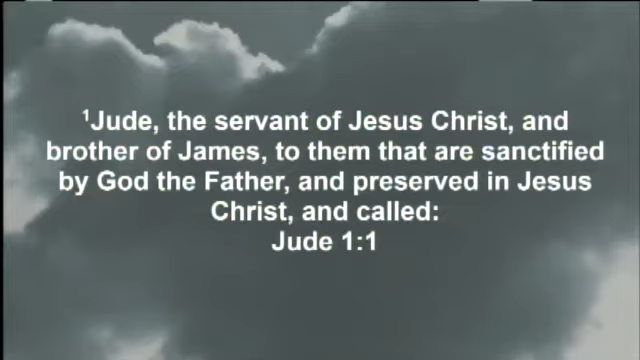 ¹Jude, the servant of Jesus Christ, and
brother of James, to them that are sanctified
by God the Father, and preserved in Jesus
Christ, and called:
Jude 1:1